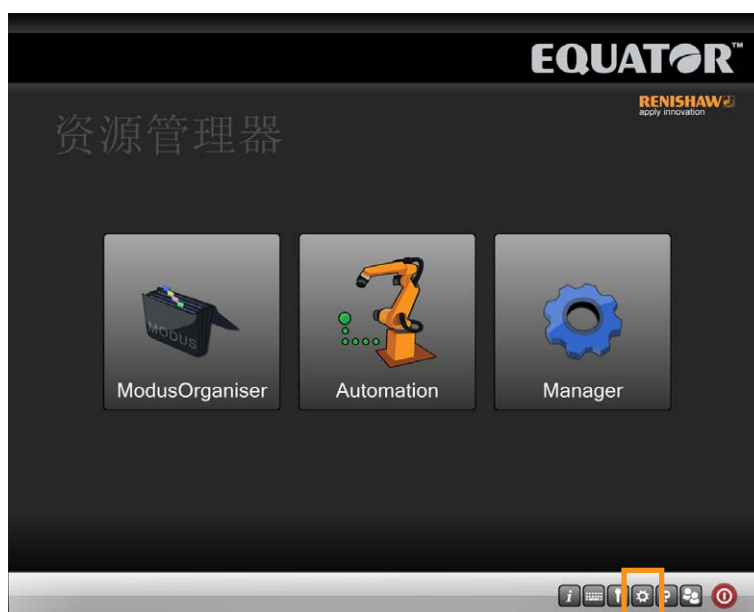 EQUATOR™
RENISHAW
apply innovation
资源管理器
MODUS
ModusOrganiser
Automation
Manager
i
?